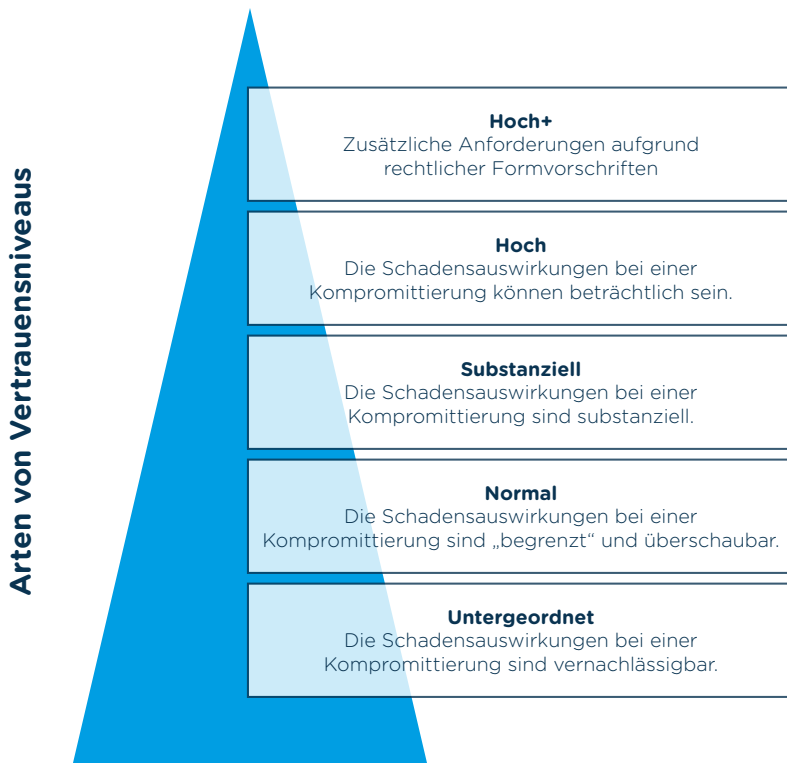 Arten von Vertrauensniveaus
Hoch+
Zusätzliche Anforderungen aufgrund
rechtlicher Formvorschriften
Hoch
Die Schadensauswirkungen bei einer
Kompromittierung können beträchtlich sein.
Substanziell
Die Schadensauswirkungen bei einer
Kompromittierung sind substanziell.
Normal
Die Schadensauswirkungen bei einer
Kompromittierung sind „begrenzt“ und überschaubar.
Untergeordnet
Die Schadensauswirkungen bei einer
Kompromittierung sind vernachlässigbar.